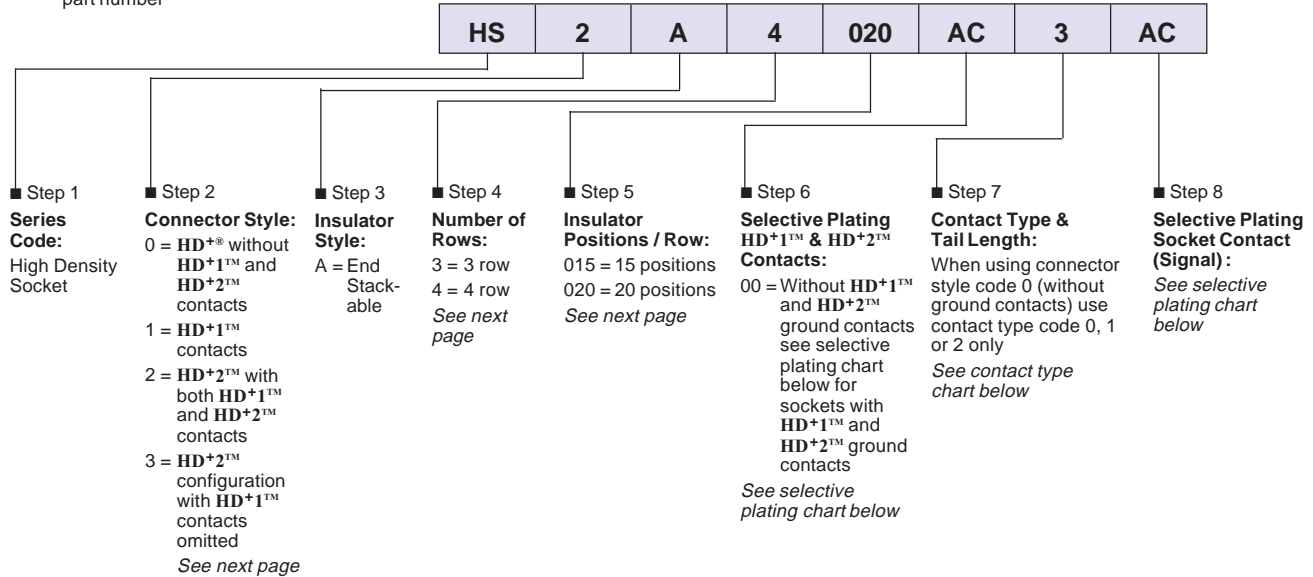 part number
HS 2 A 4 020 AC 3 AC
■ Step 1
Series
Code:
High Density
Socket
■ Step 2
Connector Style:
0 = HD+® without
HD+1™ and
HD+2™
contacts
1 = HD+1™
contacts
2 = HD+2™ with
both HD+1™
and HD+2™
contacts
3 = HD+2™
configuration
with HD+1™
contacts
omitted
See next page
■ Step 3
Insulator
Style:
A = End
Stack-
able
■ Step 4
Number of
Rows:
3 = 3 row
4 = 4 row
See next
page
■ Step 5
Insulator
Positions / Row:
015 = 15 positions
020 = 20 positions
See next page
■ Step 6
Selective Plating
HD+1™ & HD+2™
Contacts:
00 = Without HD+1™
and HD+2™
ground contacts
see selective
plating chart
below for
sockets with
HD+1™ and
HD+2™ ground
contacts
See selective
plating chart below
■ Step 7
Contact Type &
Tail Length:
When using connector
style code 0 (without
ground contacts) use
contact type code 0, 1
or 2 only
See contact type
chart below
■ Step 8
Selective Plating
Socket Contact
(Signal) :
See selective
plating chart
below